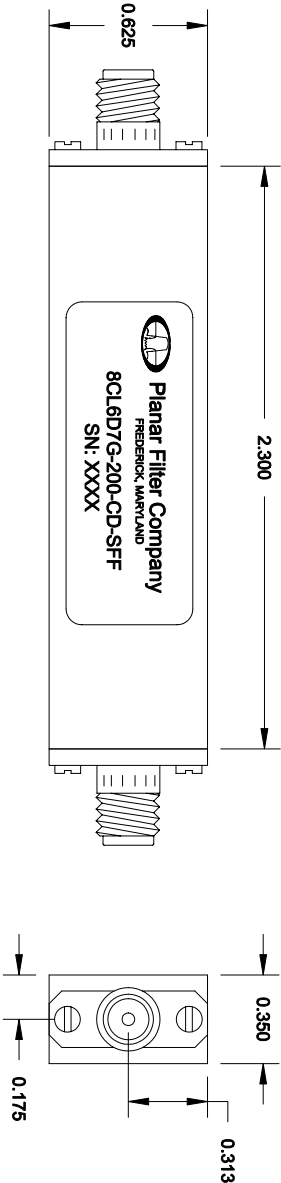 0.625
2.300
Planar Filter Company
FREDERICK, MARYLAND
8CL6D7G-200-CD-SFF
SN: XXXX
0.350
0.313
0.175